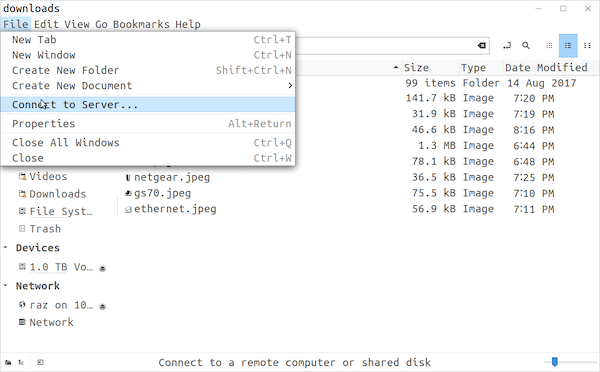 downloads
File Edit View Go Bookmarks Help
New Tab Ctrl+T
New Window Ctrl+N
Create New Folder Shift+Ctrl+N
Create New Document
Connect to Server...
Properties Alt+Return
Close All Windows Ctrl+Q
Close Ctrl+W
Size Type Date Modified
99 items Folder 14 Aug 2017
141.7 kB Image 7:20 PM
31.9 kB Image 7:19 PM
46.6 kB Image 8:16 PM
1.3 MB Image 6:44 PM
78.1 kB Image 6:48 PM
Videos netgear.jpeg 36.5 kB Image 7:25 PM
Downloads gs70.jpeg 75.5 kB Image 7:10 PM
File Syst… ethernet.jpeg 56.9 kB Image 7:11 PM
Trash
Devices
1.0 TB Vo…
Network
raz on 10…
Network
Connect to a remote computer or shared disk